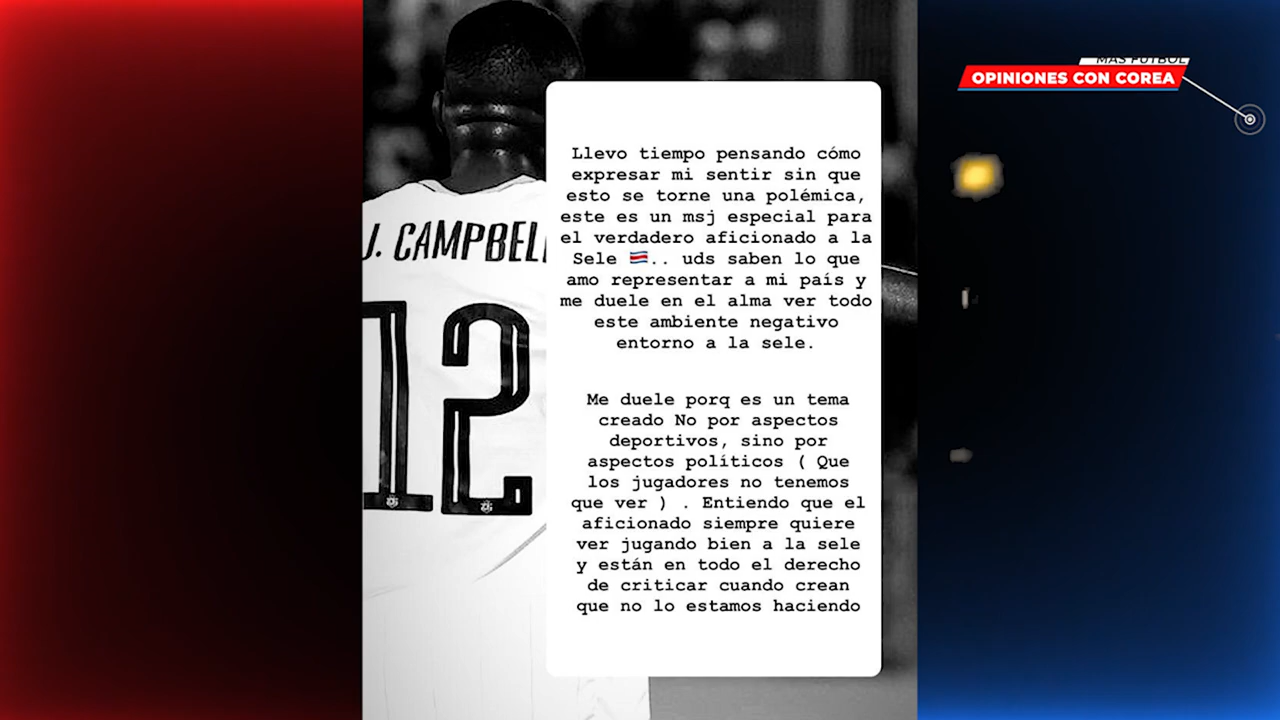 MÁS FÚTBOL
OPINIONES CON COREA
J. CAMPBELL
12
Llevo tiempo pensando cómo
expresar mi sentir sin que
esto se torne una polémica,
este es un msj especial para
el verdadero aficionado a la
Sele 🇨🇷.. uds saben lo que
amo representar a mi país y
me duele en el alma ver todo
este ambiente negativo
entorno a la sele.
Me duele porq es un tema
creado No por aspectos
deportivos, sino por
aspectos políticos ( Que
los jugadores no tenemos
que ver ) . Entiendo que el
aficionado siempre quiere
ver jugando bien a la sele
y están en todo el derecho
de criticar cuando crean
que no lo estamos haciendo